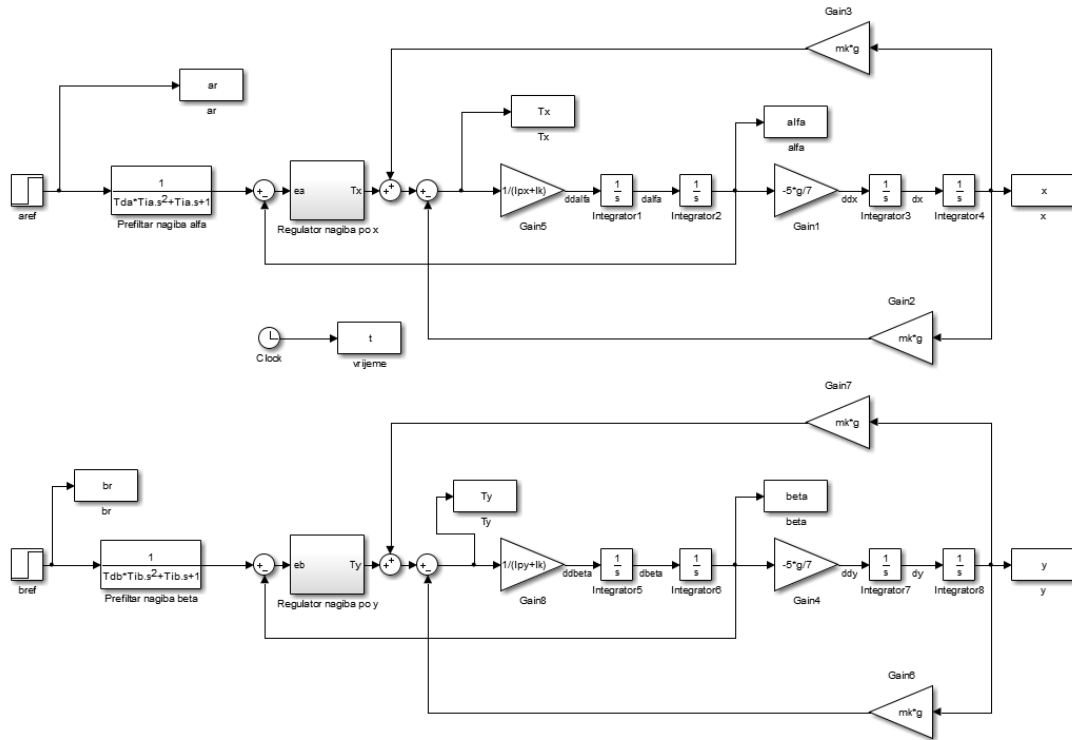 Gain3
mk*g
ar
ar
Tx
Tx
alfa
alfa
aref
1
Tda*Tia.s²+Tia.s+1
Prefiltar nagiba alfa
+
−
ea
Tx
Regulator nagiba po x
+
+
+
−
1/(Ipx+Ik)
Gain5
ddalfa
1
s
Integrator1
dalfa
1
s
Integrator2
-5*g/7
Gain1
ddx
1
s
Integrator3
dx
1
s
Integrator4
x
x
Gain2
mk*g
Clock
t
vrijeme
Gain7
mk*g
br
br
Ty
Ty
beta
beta
bref
1
Tdb*Tib.s²+Tib.s+1
Prefiltar nagiba beta
+
−
eb
Ty
Regulator nagiba po y
+
+
+
−
1/(Ipy+Ik)
Gain8
ddbeta
1
s
Integrator5
dbeta
1
s
Integrator6
-5*g/7
Gain4
ddy
1
s
Integrator7
dy
1
s
Integrator8
y
y
Gain6
mk*g